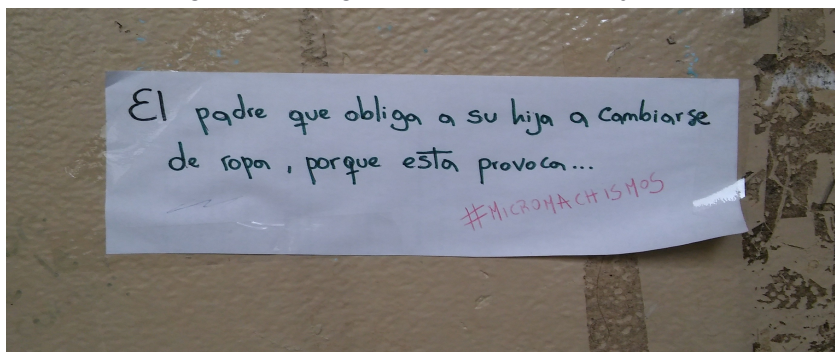 El padre que obliga a su hija a cambiarse
de ropa, porque esta provoca...
#MICROMACHISMOS